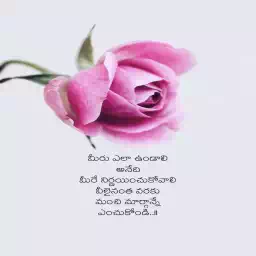 మీరు ఎలా ఉండాలి
అనేది
మీరే నిర్ణయించుకోవాలి
వీలైనంత వరకు
మంచి మార్గాన్నే
ఎంచుకోండి..!!